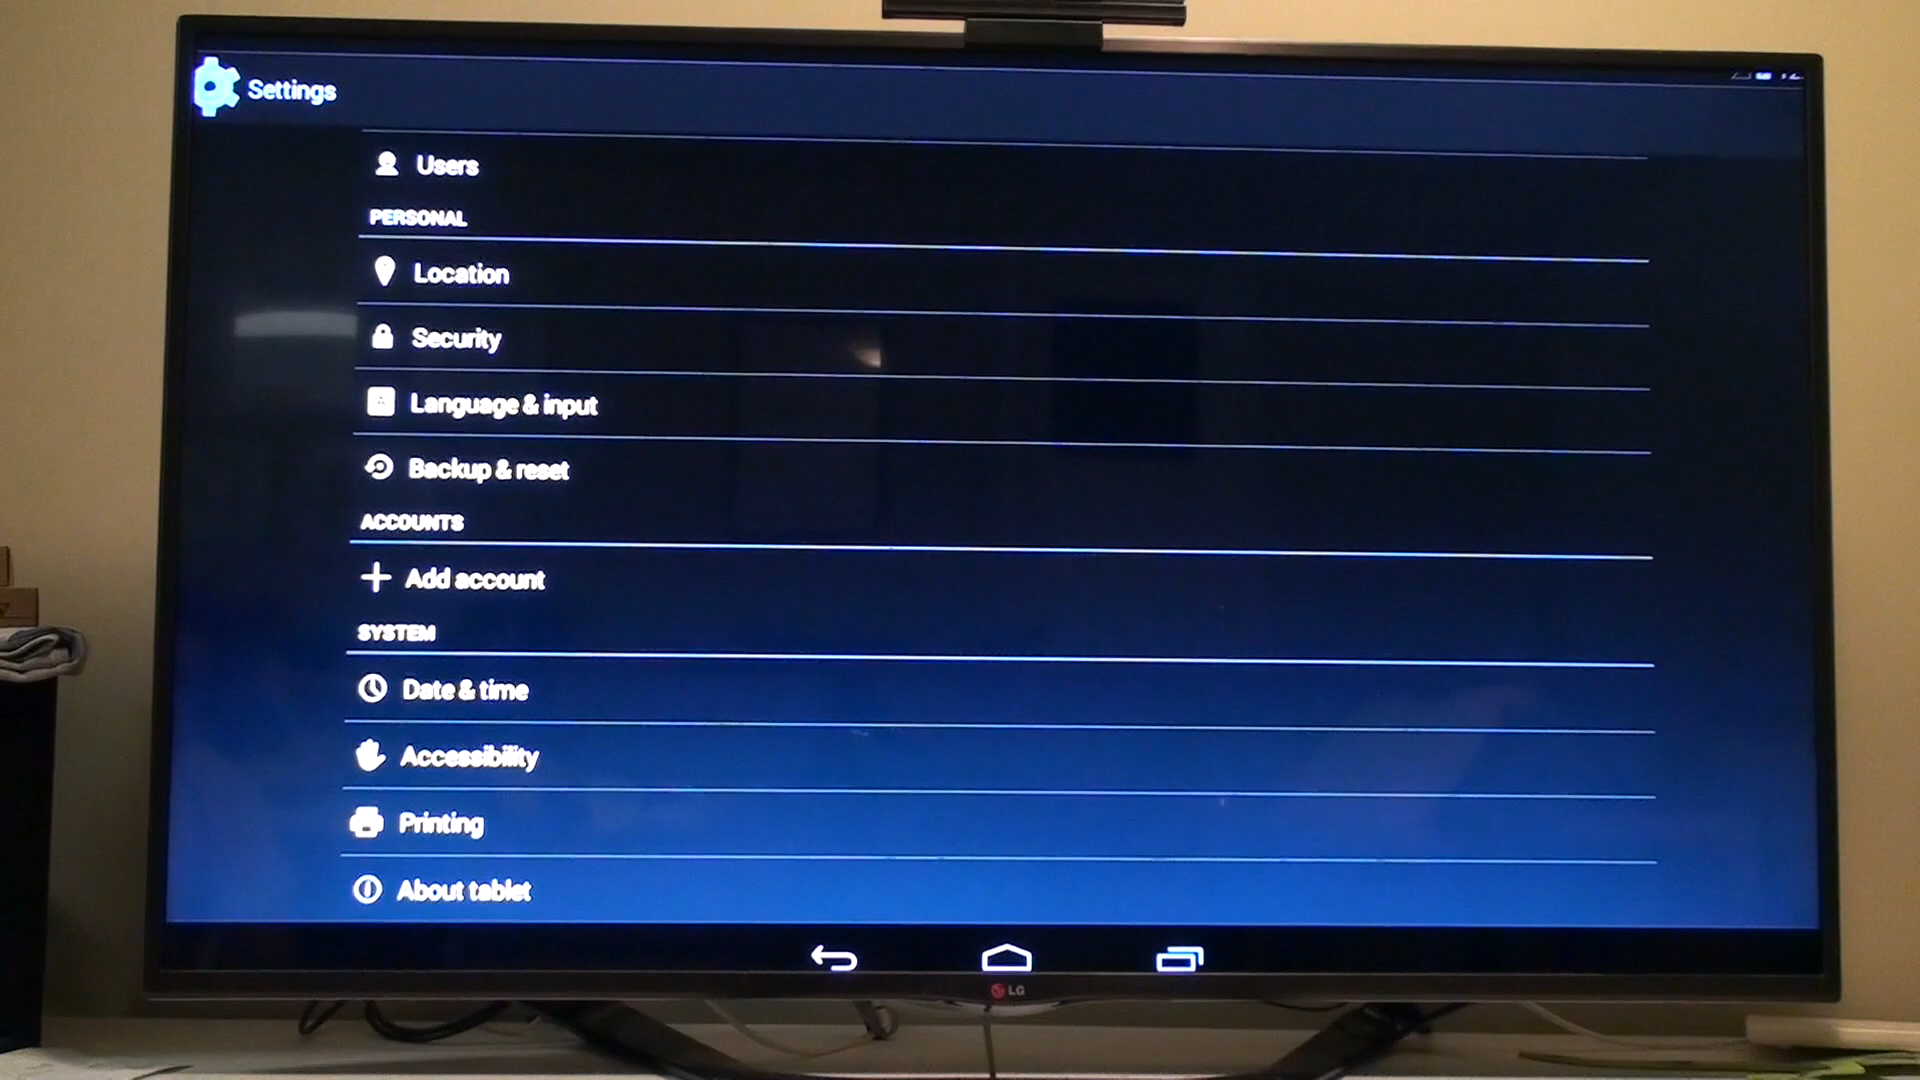 Settings
Users
PERSONAL
Location
Security
Language & input
Backup & reset
ACCOUNTS
Add account
SYSTEM
Date & time
Accessibility
Printing
About tablet
LG